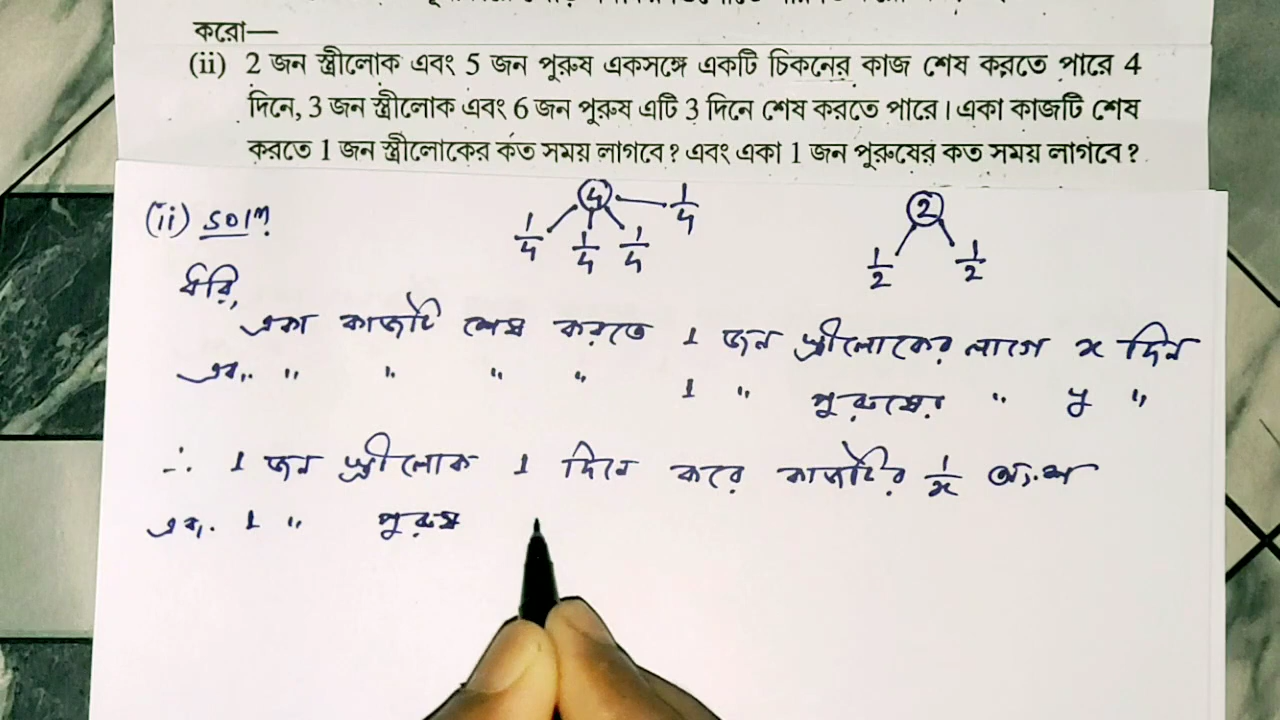 করো—
(ii) 2 জন স্ত্রীলোক এবং 5 জন পুরুষ একসঙ্গে একটি চিকনের কাজ শেষ করতে পারে 4
দিনে, 3 জন স্ত্রীলোক এবং 6 জন পুরুষ এটি 3 দিনে শেষ করতে পারে। একা কাজটি শেষ
করতে 1 জন স্ত্রীলোকের কত সময় লাগবে? এবং একা 1 জন পুরুষের কত সময় লাগবে?
(ii) Solⁿ.
4 1/4 1/4 1/4 1/4
2 1/2 1/2
ধরি,
একা কাজটি শেষ করতে 1 জন স্ত্রীলোকের লাগে x দিন
এবং " " " " 1 " পুরুষের " y "
∴ 1 জন স্ত্রীলোক 1 দিনে করে কাজটির 1/x অংশ
এবং 1 " পুরুষ